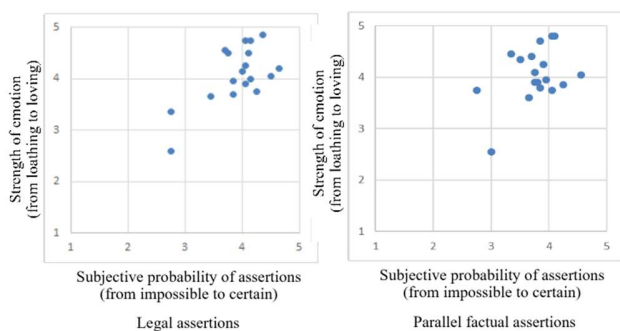 5
4
3
2
1
1
2
3
4
5
Strength of emotion
(from loathing to loving)
Subjective probability of assertions
(from impossible to certain)
Legal assertions
5
4
3
2
1
1
2
3
4
5
Strength of emotion
(from loathing to loving)
Subjective probability of assertions
(from impossible to certain)
Parallel factual assertions